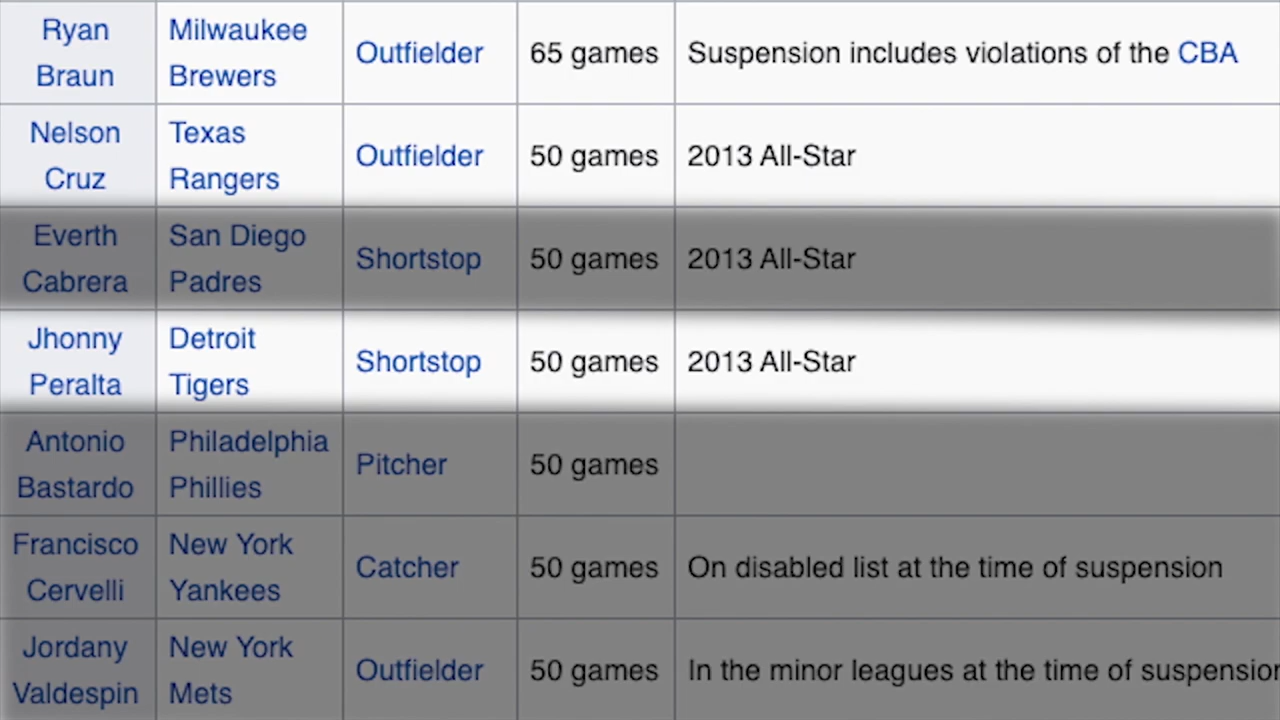 Ryan Braun
Milwaukee Brewers
Outfielder
65 games
Suspension includes violations of the CBA
Nelson Cruz
Texas Rangers
Outfielder
50 games
2013 All-Star
Everth Cabrera
San Diego Padres
Shortstop
50 games
2013 All-Star
Jhonny Peralta
Detroit Tigers
Shortstop
50 games
2013 All-Star
Antonio Bastardo
Philadelphia Phillies
Pitcher
50 games
Francisco Cervelli
New York Yankees
Catcher
50 games
On disabled list at the time of suspension
Jordany Valdespin
New York Mets
Outfielder
50 games
In the minor leagues at the time of suspension